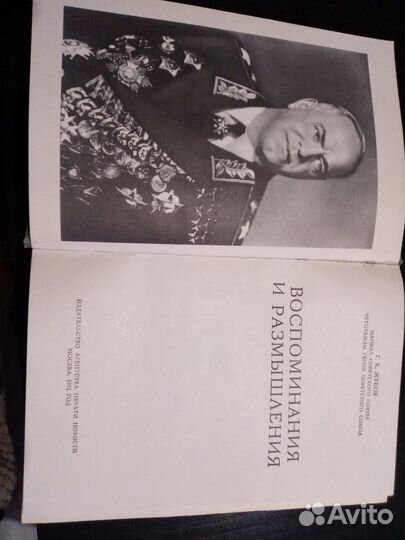 Г. К. ЖУКОВ
МАРШАЛ СОВЕТСКОГО СОЮЗА
ЧЕТЫРЕЖДЫ ГЕРОЙ СОВЕТСКОГО СОЮЗА
ВОСПОМИНАНИЯ
И РАЗМЫШЛЕНИЯ
ИЗДАТЕЛЬСТВО АГЕНТСТВА ПЕЧАТИ НОВОСТИ
МОСКВА, 1971 ГОД
Avito